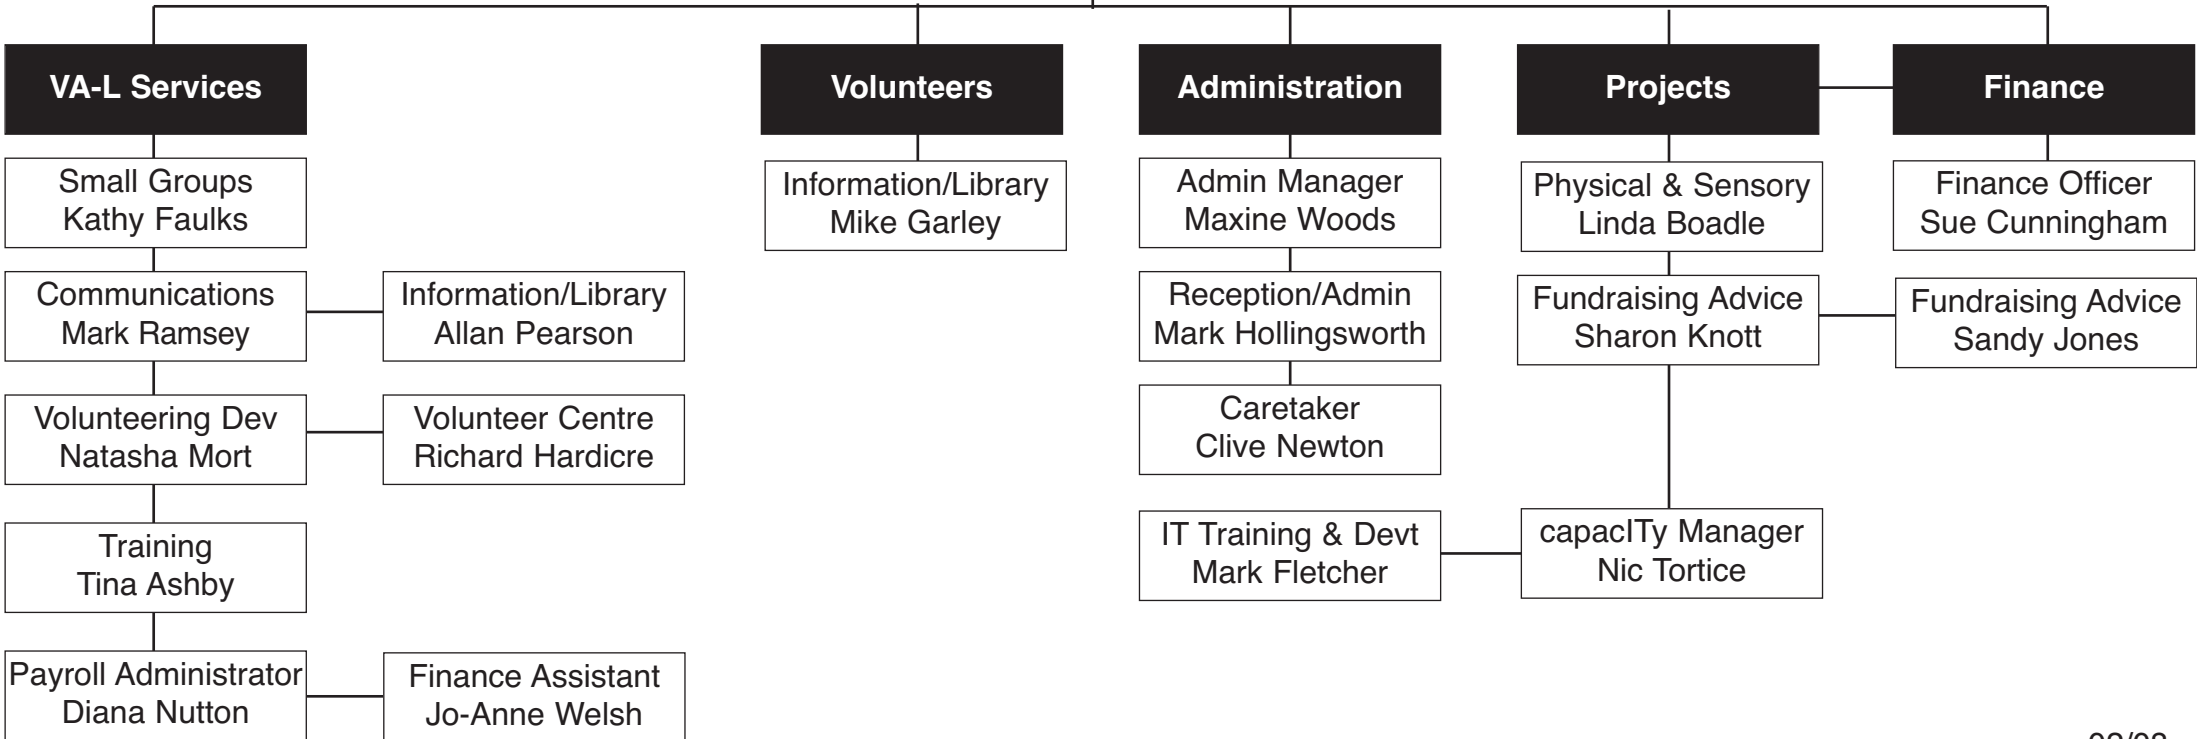 VA-L Services
Volunteers
Administration
Projects
Finance
Small Groups
Kathy Faulks
Information/Library
Mike Garley
Admin Manager
Maxine Woods
Physical & Sensory
Linda Boadle
Finance Officer
Sue Cunningham
Communications
Mark Ramsey
Information/Library
Allan Pearson
Reception/Admin
Mark Hollingsworth
Fundraising Advice
Sharon Knott
Fundraising Advice
Sandy Jones
Volunteering Dev
Natasha Mort
Volunteer Centre
Richard Hardicre
Caretaker
Clive Newton
Training
Tina Ashby
IT Training & Devt
Mark Fletcher
capacITy Manager
Nic Tortice
Payroll Administrator
Diana Nutton
Finance Assistant
Jo-Anne Welsh